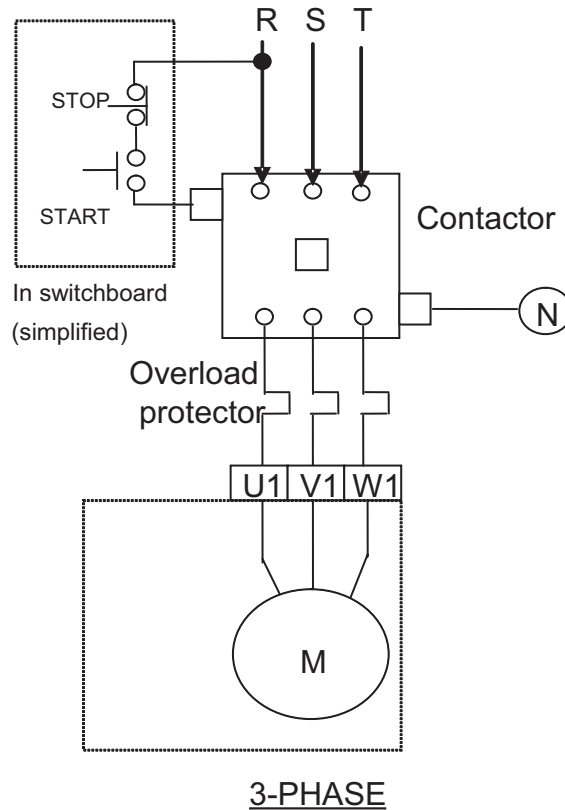 R S T
STOP
START
Contactor
In switchboard
(simplified)
N
Overload
protector
U1 V1 W1
M
3-PHASE